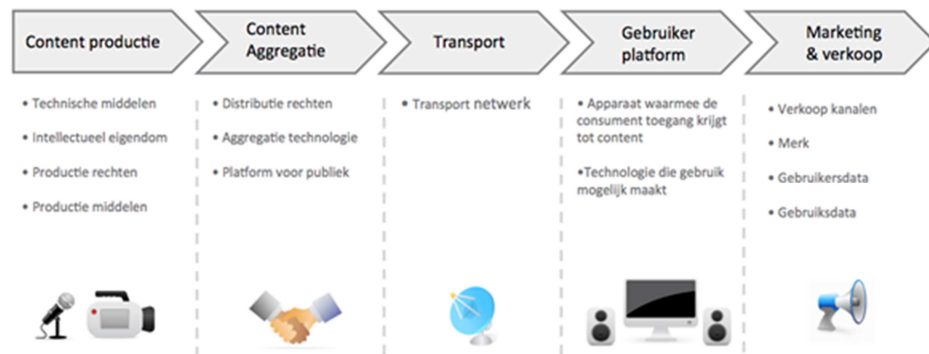 Content productie
Content
Aggregatie
Transport
Gebruiker
platform
Marketing
& verkoop
• Technische middelen
• Intellectueel eigendom
• Productie rechten
• Productie middelen
• Distributie rechten
• Aggregatie technologie
• Platform voor publiek
• Transport netwerk
• Apparaat waarmee de
consument toegang krijgt
tot content
•Technologie die gebruik
mogelijk maakt
• Verkoop kanalen
• Merk
• Gebruikersdata
• Gebruiksdata